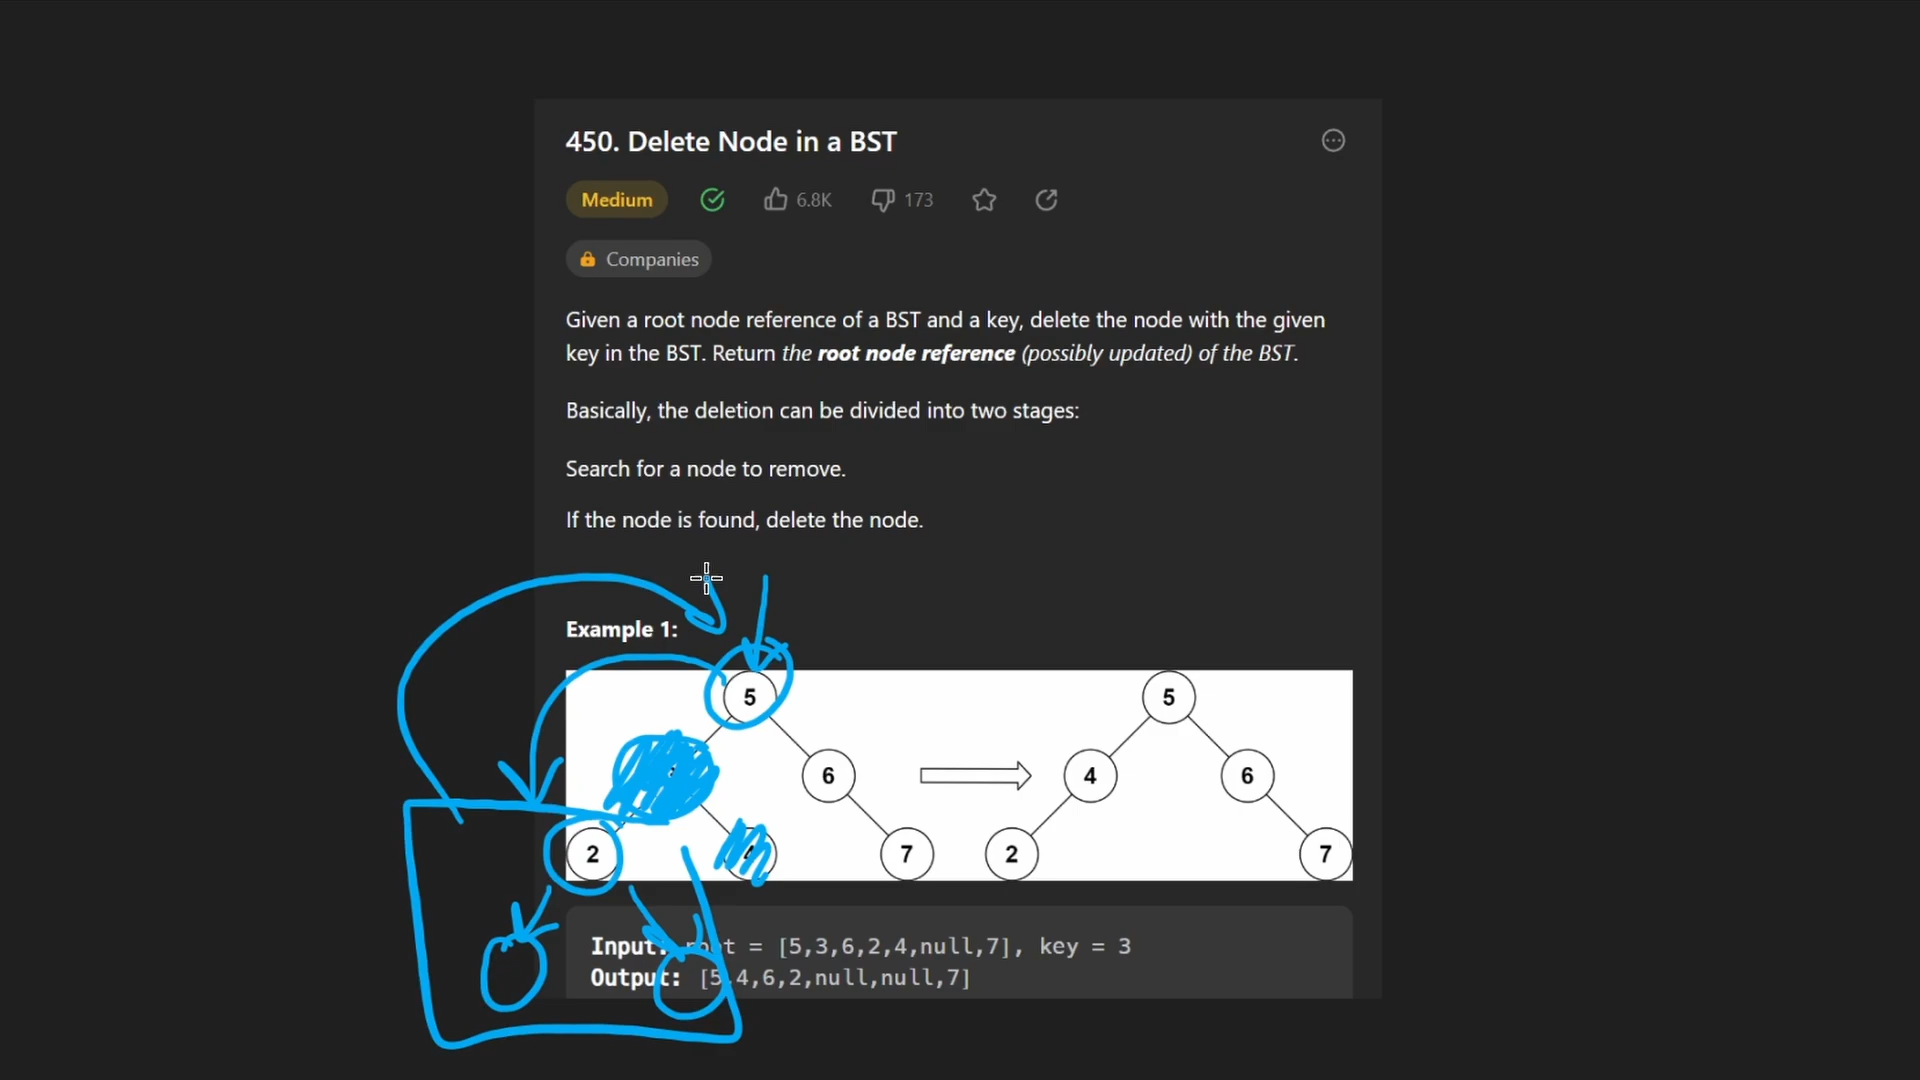 450. Delete Node in a BST
Medium 6.8K 173
Companies
Given a root node reference of a BST and a key, delete the node with the given
key in the BST. Return the root node reference (possibly updated) of the BST.
Basically, the deletion can be divided into two stages:
Search for a node to remove.
If the node is found, delete the node.
Example 1:
5 5
6 4 6
2 7 2 7
Input: root = [5,3,6,2,4,null,7], key = 3
Output: [5,4,6,2,null,null,7]